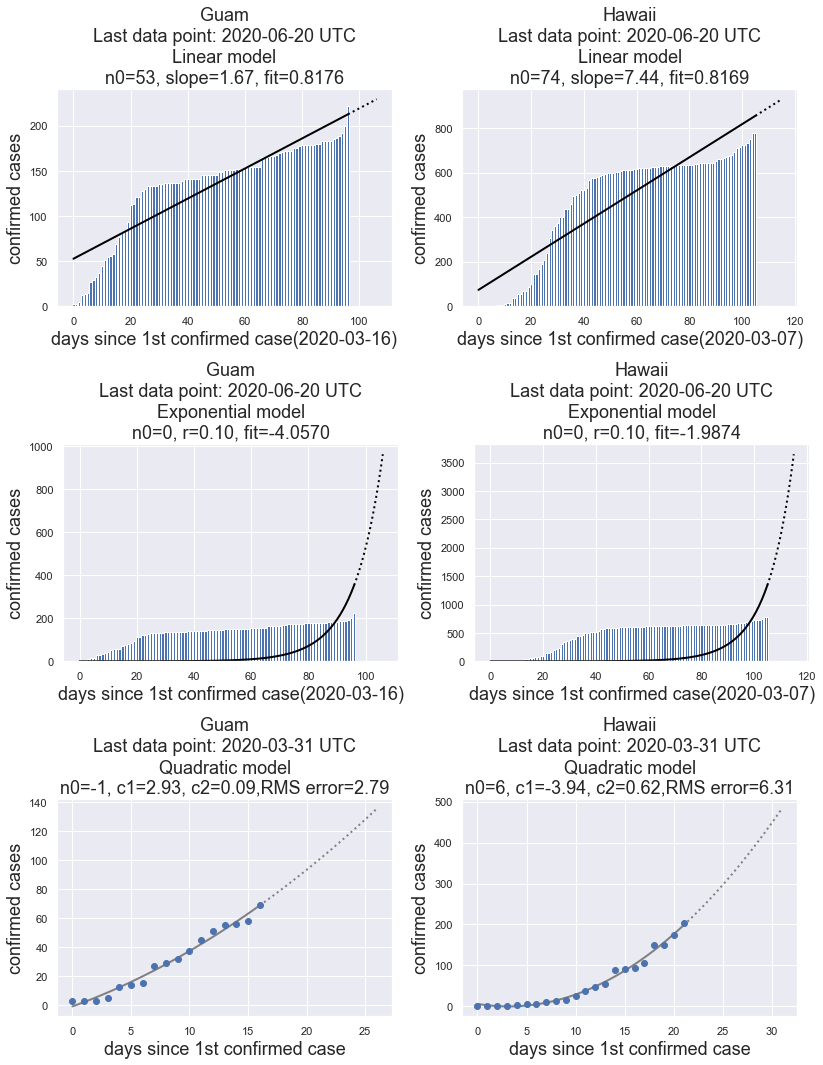 Guam
Last data point: 2020-06-20 UTC
Linear model
n0=53, slope=1.67, fit=0.8176
confirmed cases
200
150
100
50
0
0 20 40 60 80 100
days since 1st confirmed case(2020-03-16)
Hawaii
Last data point: 2020-06-20 UTC
Linear model
n0=74, slope=7.44, fit=0.8169
confirmed cases
800
600
400
200
0
0 20 40 60 80 100 120
days since 1st confirmed case(2020-03-07)
Guam
Last data point: 2020-06-20 UTC
Exponential model
n0=0, r=0.10, fit=-4.0570
confirmed cases
1000
800
600
400
200
0
0 20 40 60 80 100
days since 1st confirmed case(2020-03-16)
Hawaii
Last data point: 2020-06-20 UTC
Exponential model
n0=0, r=0.10, fit=-1.9874
confirmed cases
3500
3000
2500
2000
1500
1000
500
0
0 20 40 60 80 100 120
days since 1st confirmed case(2020-03-07)
Guam
Last data point: 2020-03-31 UTC
Quadratic model
n0=-1, c1=2.93, c2=0.09,RMS error=2.79
confirmed cases
140
120
100
80
60
40
20
0
0 5 10 15 20 25
days since 1st confirmed case
Hawaii
Last data point: 2020-03-31 UTC
Quadratic model
n0=6, c1=-3.94, c2=0.62,RMS error=6.31
confirmed cases
500
400
300
200
100
0
0 5 10 15 20 25 30
days since 1st confirmed case